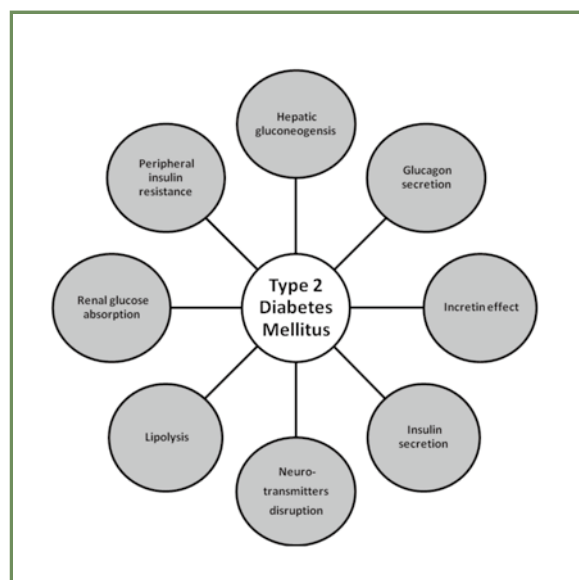 Hepatic
gluconeogensis
Peripheral
insulin
resistance
Glucagon
secretion
Type 2
Diabetes
Mellitus
Renal glucose
absorption
Incretin effect
Lipolysis
Insulin
secretion
Neuro-
transmitters
disruption